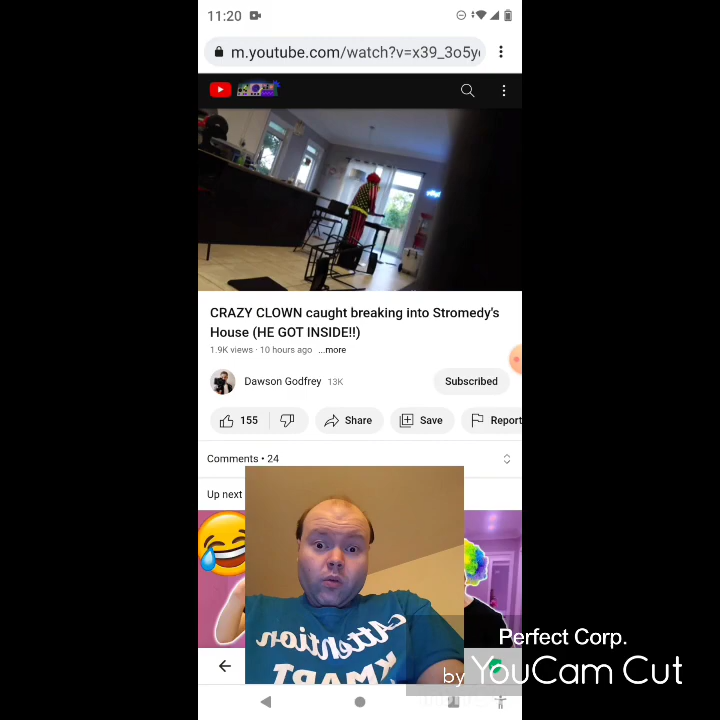 11:20
m.youtube.com/watch?v=x39_3o5y
CRAZY CLOWN caught breaking into Stromedy's
House (HE GOT INSIDE!!)
1.9K views · 10 hours ago ...more
Dawson Godfrey 13K
Subscribed
155
Share
Save
Report
Comments • 24
Up next
Attention
KMART
Perfect Corp.
by YouCam Cut